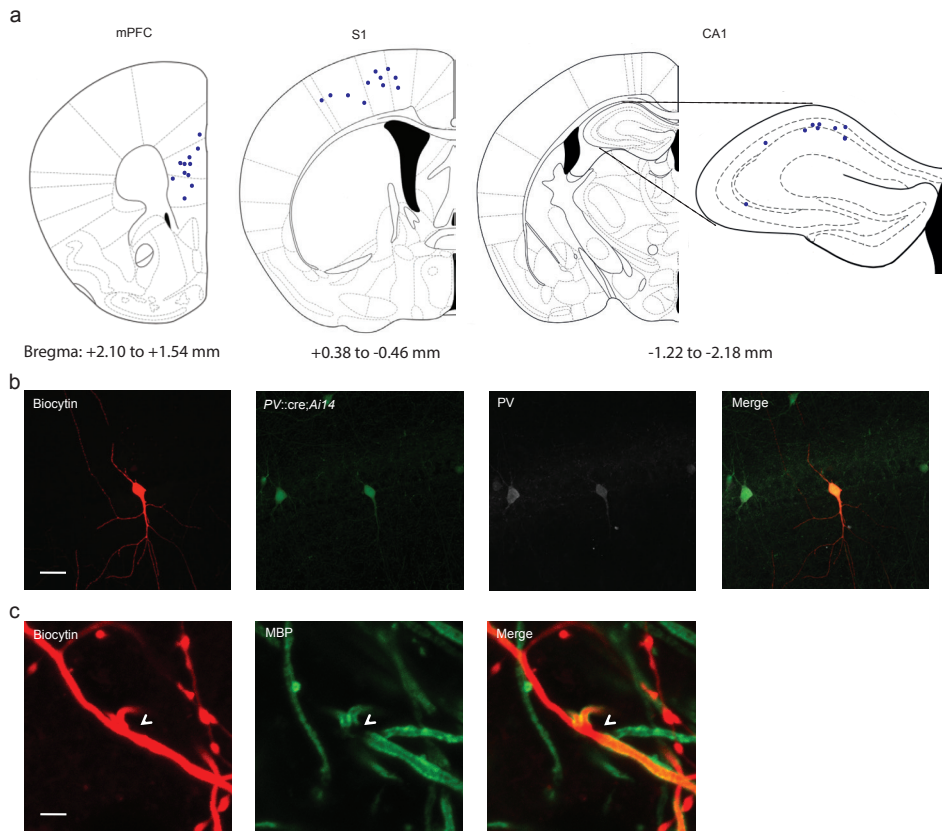 a
mPFC
S1
CA1
Bregma: +2.10 to +1.54 mm
+0.38 to -0.46 mm
-1.22 to -2.18 mm
b
Biocytin
PV::cre;Ai14
PV
Merge
c
Biocytin
MBP
Merge